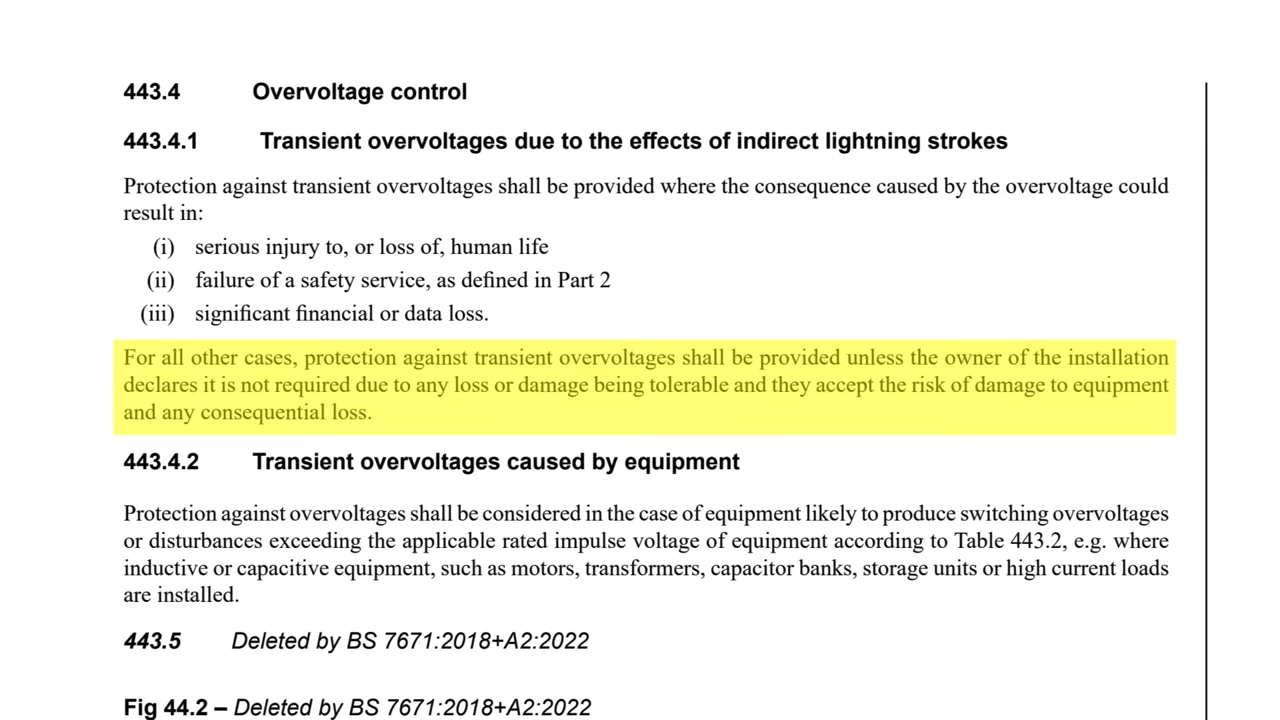 443.4 Overvoltage control
443.4.1 Transient overvoltages due to the effects of indirect lightning strokes
Protection against transient overvoltages shall be provided where the consequence caused by the overvoltage could
result in:
(i) serious injury to, or loss of, human life
(ii) failure of a safety service, as defined in Part 2
(iii) significant financial or data loss.
For all other cases, protection against transient overvoltages shall be provided unless the owner of the installation
declares it is not required due to any loss or damage being tolerable and they accept the risk of damage to equipment
and any consequential loss.
443.4.2 Transient overvoltages caused by equipment
Protection against overvoltages shall be considered in the case of equipment likely to produce switching overvoltages
or disturbances exceeding the applicable rated impulse voltage of equipment according to Table 443.2, e.g. where
inductive or capacitive equipment, such as motors, transformers, capacitor banks, storage units or high current loads
are installed.
443.5 Deleted by BS 7671:2018+A2:2022
Fig 44.2 – Deleted by BS 7671:2018+A2:2022